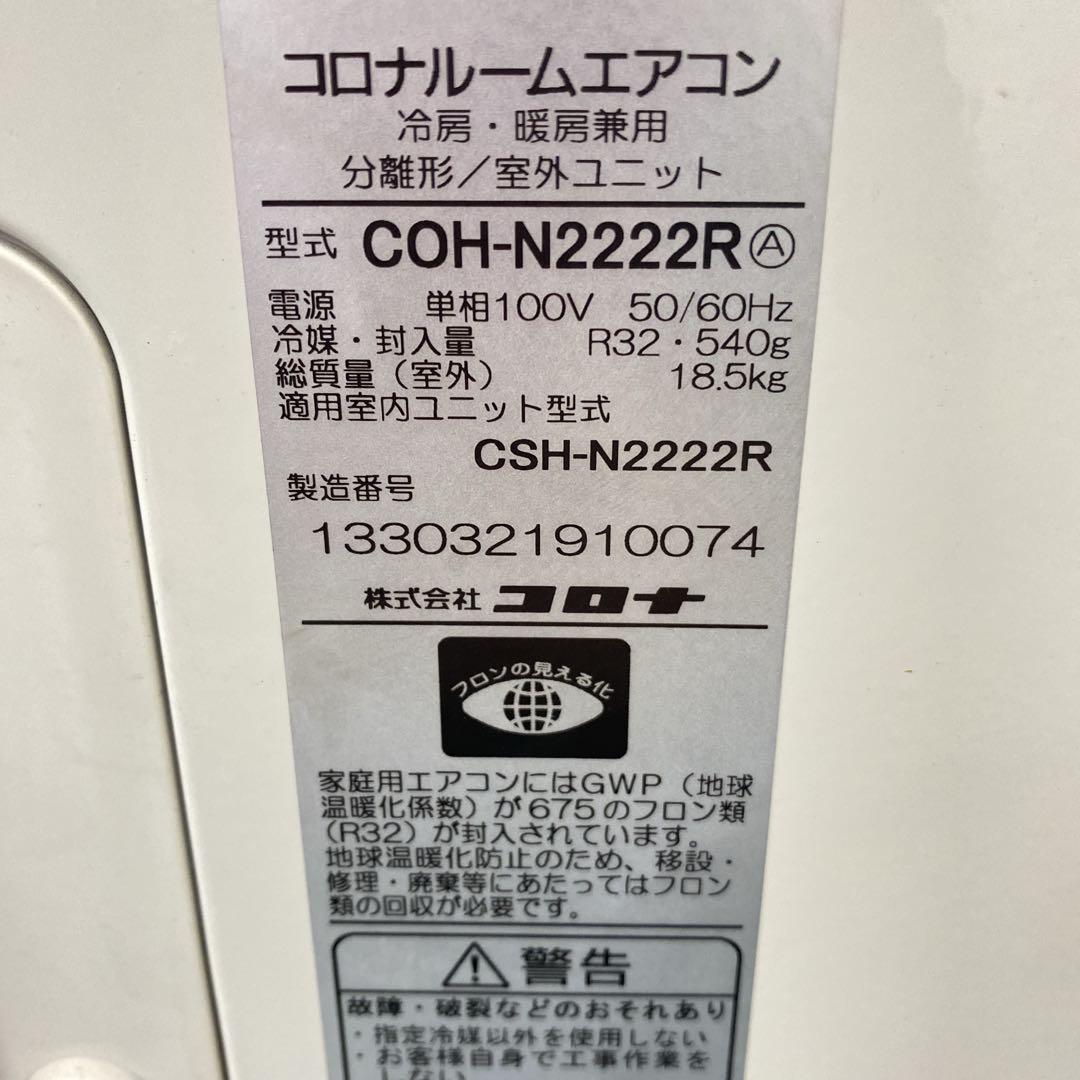 コロナルームエアコン
冷房・暖房兼用
分離形／室外ユニット
型式 COH-N2222R Ⓐ
電源 単相100V 50/60Hz
冷媒・封入量 R32・540g
総質量（室外） 18.5kg
適用室内ユニット型式
CSH-N2222R
製造番号
1330321910074
株式会社 コロナ
フロンの見える化
家庭用エアコンにはGWP（地球
温暖化係数）が675のフロン類
（R32）が封入されています。
地球温暖化防止のため、移設・
修理・廃棄等にあたってはフロン
類の回収が必要です。
警告
故障・破裂などのおそれあり
・指定冷媒以外を使用しない
・お客様自身で工事作業を
しない